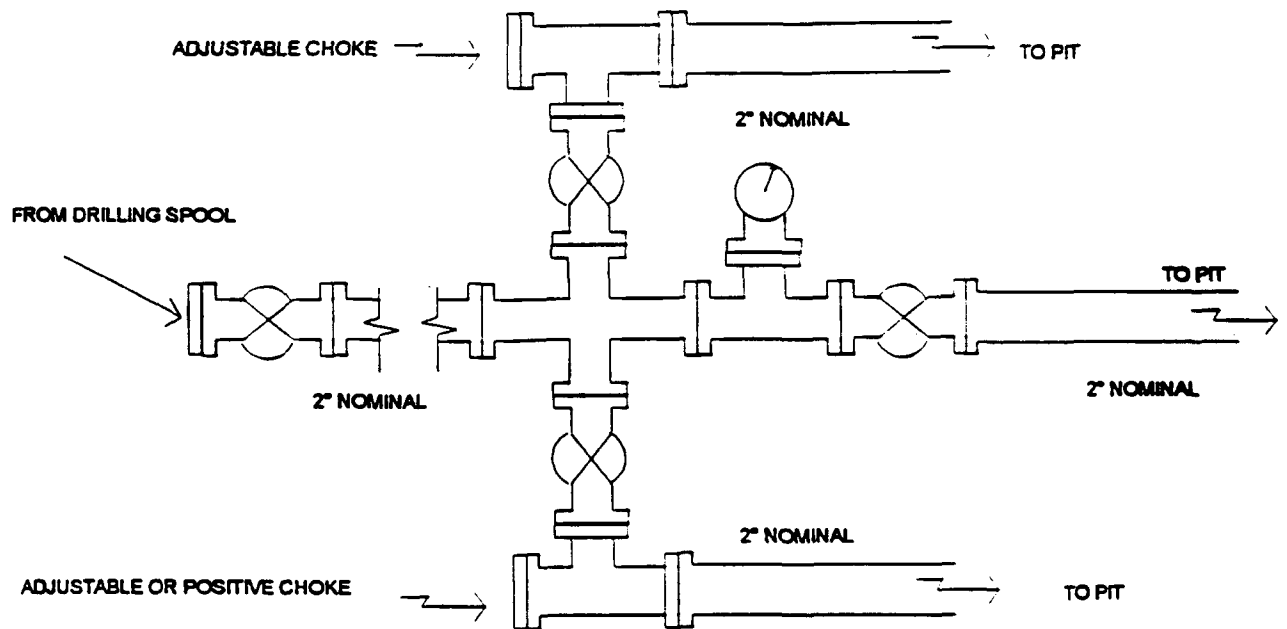 ADJUSTABLE CHOKE
TO PIT
2" NOMINAL
FROM DRILLING SPOOL
TO PIT
2" NOMINAL
2" NOMINAL
2" NOMINAL
ADJUSTABLE OR POSITIVE CHOKE
TO PIT